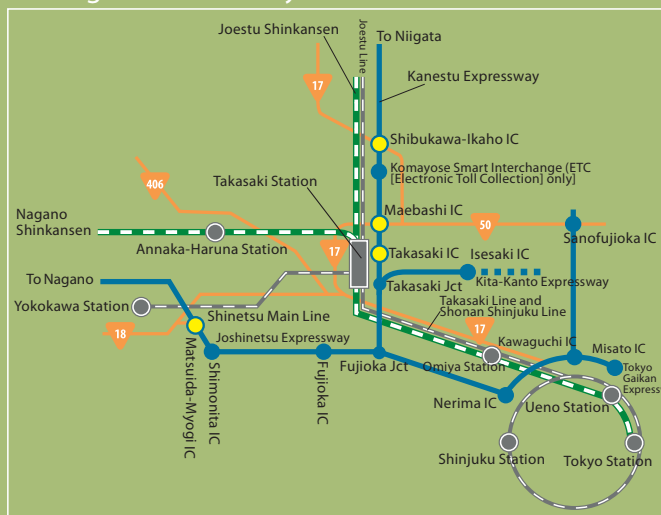 Joestu Shinkansen
Joestu Line
To Niigata
17
Kanestu Expressway
Shibukawa-Ikaho IC
Komayose Smart Interchange (ETC
[Electronic Toll Collection] only]
406
Takasaki Station
Maebashi IC
50
Nagano
Shinkansen
Annaka-Haruna Station
17
Takasaki IC
Isesaki IC
Sanofujioka IC
To Nagano
Takasaki Jct
Kita-Kanto Expressway
Yokokawa Station
Shinetsu Main Line
Takasaki Line and
Shonan Shinjuku Line
18
17
Joshinetsu Expressway
Kawaguchi IC
Misato IC
Matsuida-Myogi IC
Shimonita IC
Fujioka IC
Fujioka Jct
Omiya Station
Tokyo
Gaikan
Express
Nerima IC
Ueno Station
Shinjuku Station
Tokyo Station